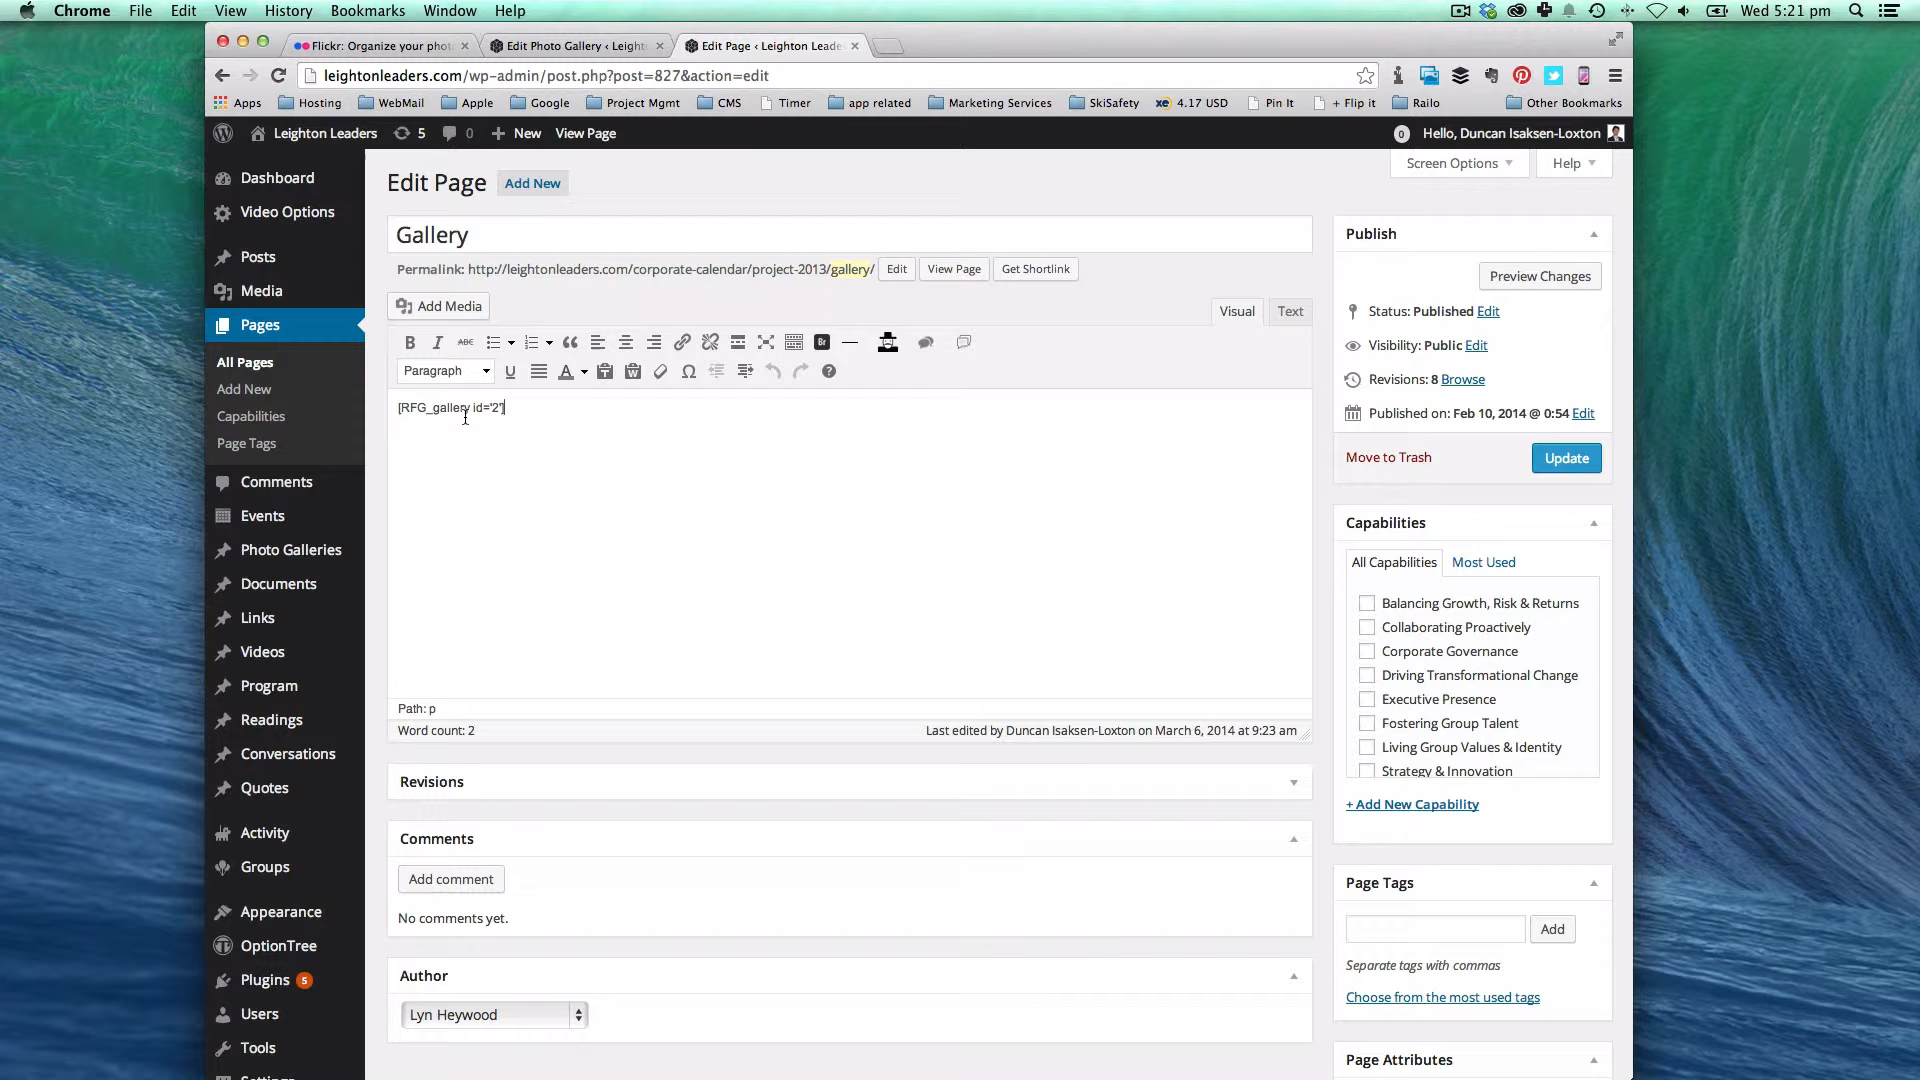 Chrome File Edit View History Bookmarks Window Help Wed 5:21 pm
Flickr: Organize your phot Edit Photo Gallery ‹ Leight Edit Page ‹ Leighton Leade
leightonleaders.com/wp-admin/post.php?post=827&action=edit
Apps Hosting WebMail Apple Google Project Mgmt CMS Timer app related Marketing Services SkiSafety xe 4.17 USD Pin It + Flip it Railo Other Bookmarks
Leighton Leaders 5 0 New View Page 0 Hello, Duncan Isaksen-Loxton
Screen Options Help
Dashboard
Video Options
Posts
Media
Pages
All Pages
Add New
Capabilities
Page Tags
Comments
Events
Photo Galleries
Documents
Links
Videos
Program
Readings
Conversations
Quotes
Activity
Groups
Appearance
OptionTree
Plugins 5
Users
Tools
Edit Page Add New
Gallery
Permalink: http://leightonleaders.com/corporate-calendar/project-2013/gallery/ Edit View Page Get Shortlink
Add Media Visual Text
B I ABC Br
Paragraph U A Ω
[RFG_gallery id='2']
Path: p
Word count: 2 Last edited by Duncan Isaksen-Loxton on March 6, 2014 at 9:23 am
Revisions
Comments
Add comment
No comments yet.
Author
Lyn Heywood
Publish
Preview Changes
Status: Published Edit
Visibility: Public Edit
Revisions: 8 Browse
Published on: Feb 10, 2014 @ 0:54 Edit
Move to Trash Update
Capabilities
All Capabilities Most Used
Balancing Growth, Risk & Returns
Collaborating Proactively
Corporate Governance
Driving Transformational Change
Executive Presence
Fostering Group Talent
Living Group Values & Identity
Strategy & Innovation
+ Add New Capability
Page Tags
Add
Separate tags with commas
Choose from the most used tags
Page Attributes